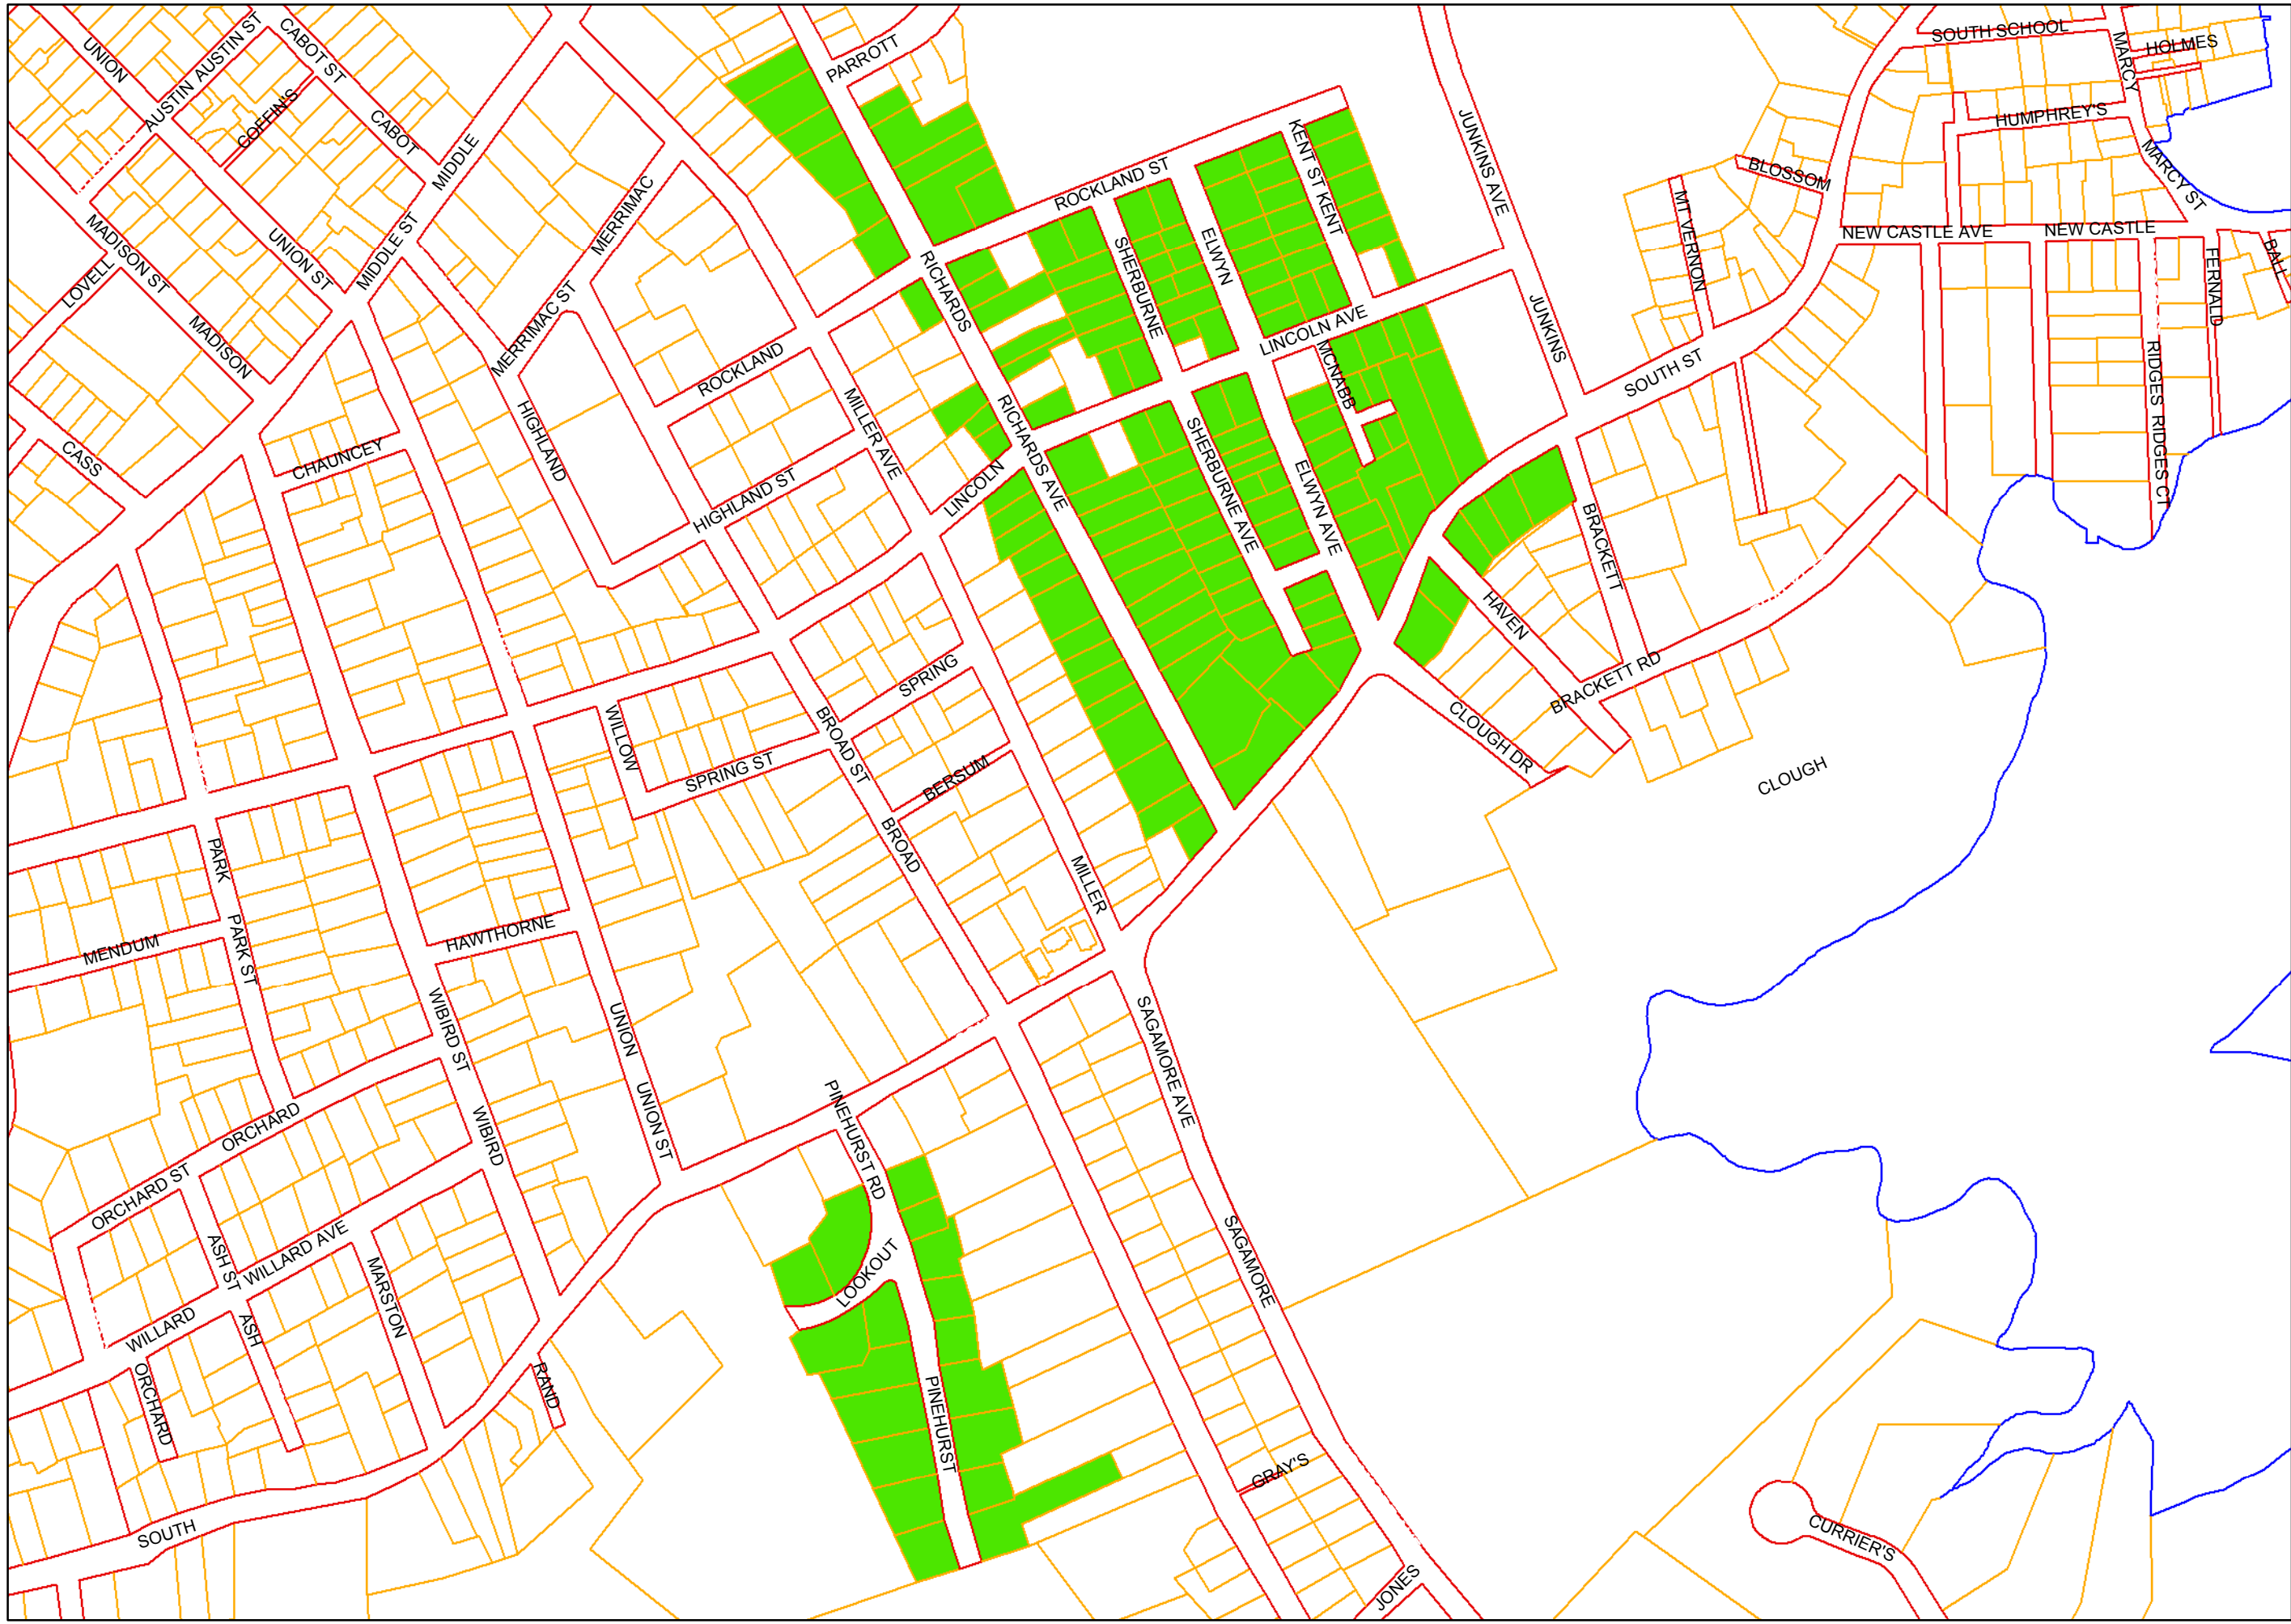 UNION
AUSTIN AUSTIN ST
CABOT ST
COFFIN'S
CABOT
MIDDLE
PARROTT
JUNKINS AVE
SOUTH SCHOOL
MARCY
HOLMES
HUMPHREY'S
MARCY ST
BLOSSOM
MT VERNON
NEW CASTLE AVE
NEW CASTLE
FERNALD
BALL
MADISON ST
LOVELL
UNION ST
MIDDLE ST
MERRIMAC
MERRIMAC ST
ROCKLAND ST
KENT ST KENT
ELWYN
SHERBURNE
RICHARDS
LINCOLN AVE
JUNKINS
MADISON
ROCKLAND
MILLER AVE
MCNABB
SOUTH ST
RIDGES RIDGES CT
CASS
CHAUNCEY
HIGHLAND
HIGHLAND ST
LINCOLN
RICHARDS AVE
SHERBURNE AVE
ELWYN AVE
BRACKETT
HAVEN
BRACKETT RD
CLOUGH DR
CLOUGH
SPRING
WILLOW
SPRING ST
BROAD ST
BERSUM
BROAD
MILLER
PARK
MENDUM
PARK ST
HAWTHORNE
WIBIRD ST
UNION
UNION ST
SAGAMORE AVE
ORCHARD
WIBIRD
PINEHURST RD
ORCHARD ST
ASH ST
WILLARD AVE
MARSTON
LOOKOUT
SAGAMORE
WILLARD
ASH
ORCHARD
RAND
PINEHURST
GRAY'S
SOUTH
CURRIER'S
JONES